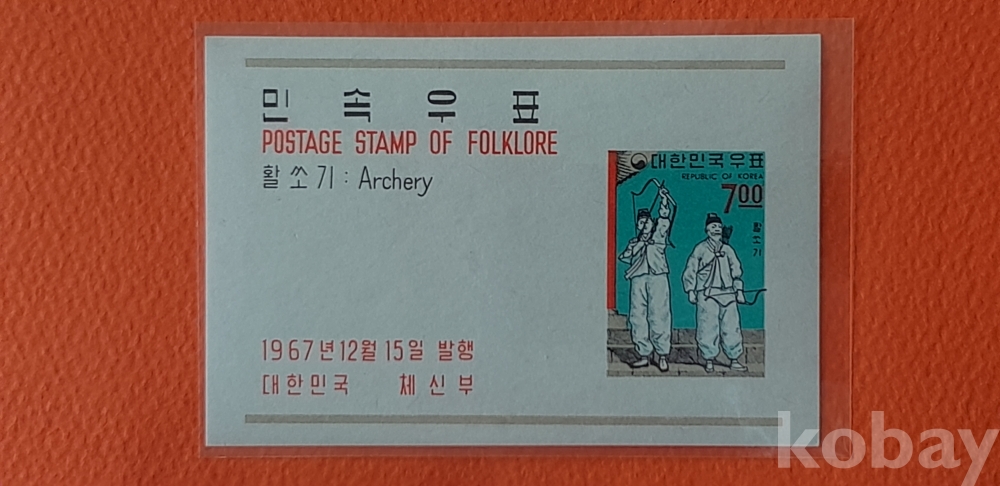 민속우표
POSTAGE STAMP OF FOLKLORE
활쏘기 : Archery
대한민국우표
REPUBLIC OF KOREA
7.00
활쏘기
1967년12월 15일 발행
대한민국 체신부
kobay